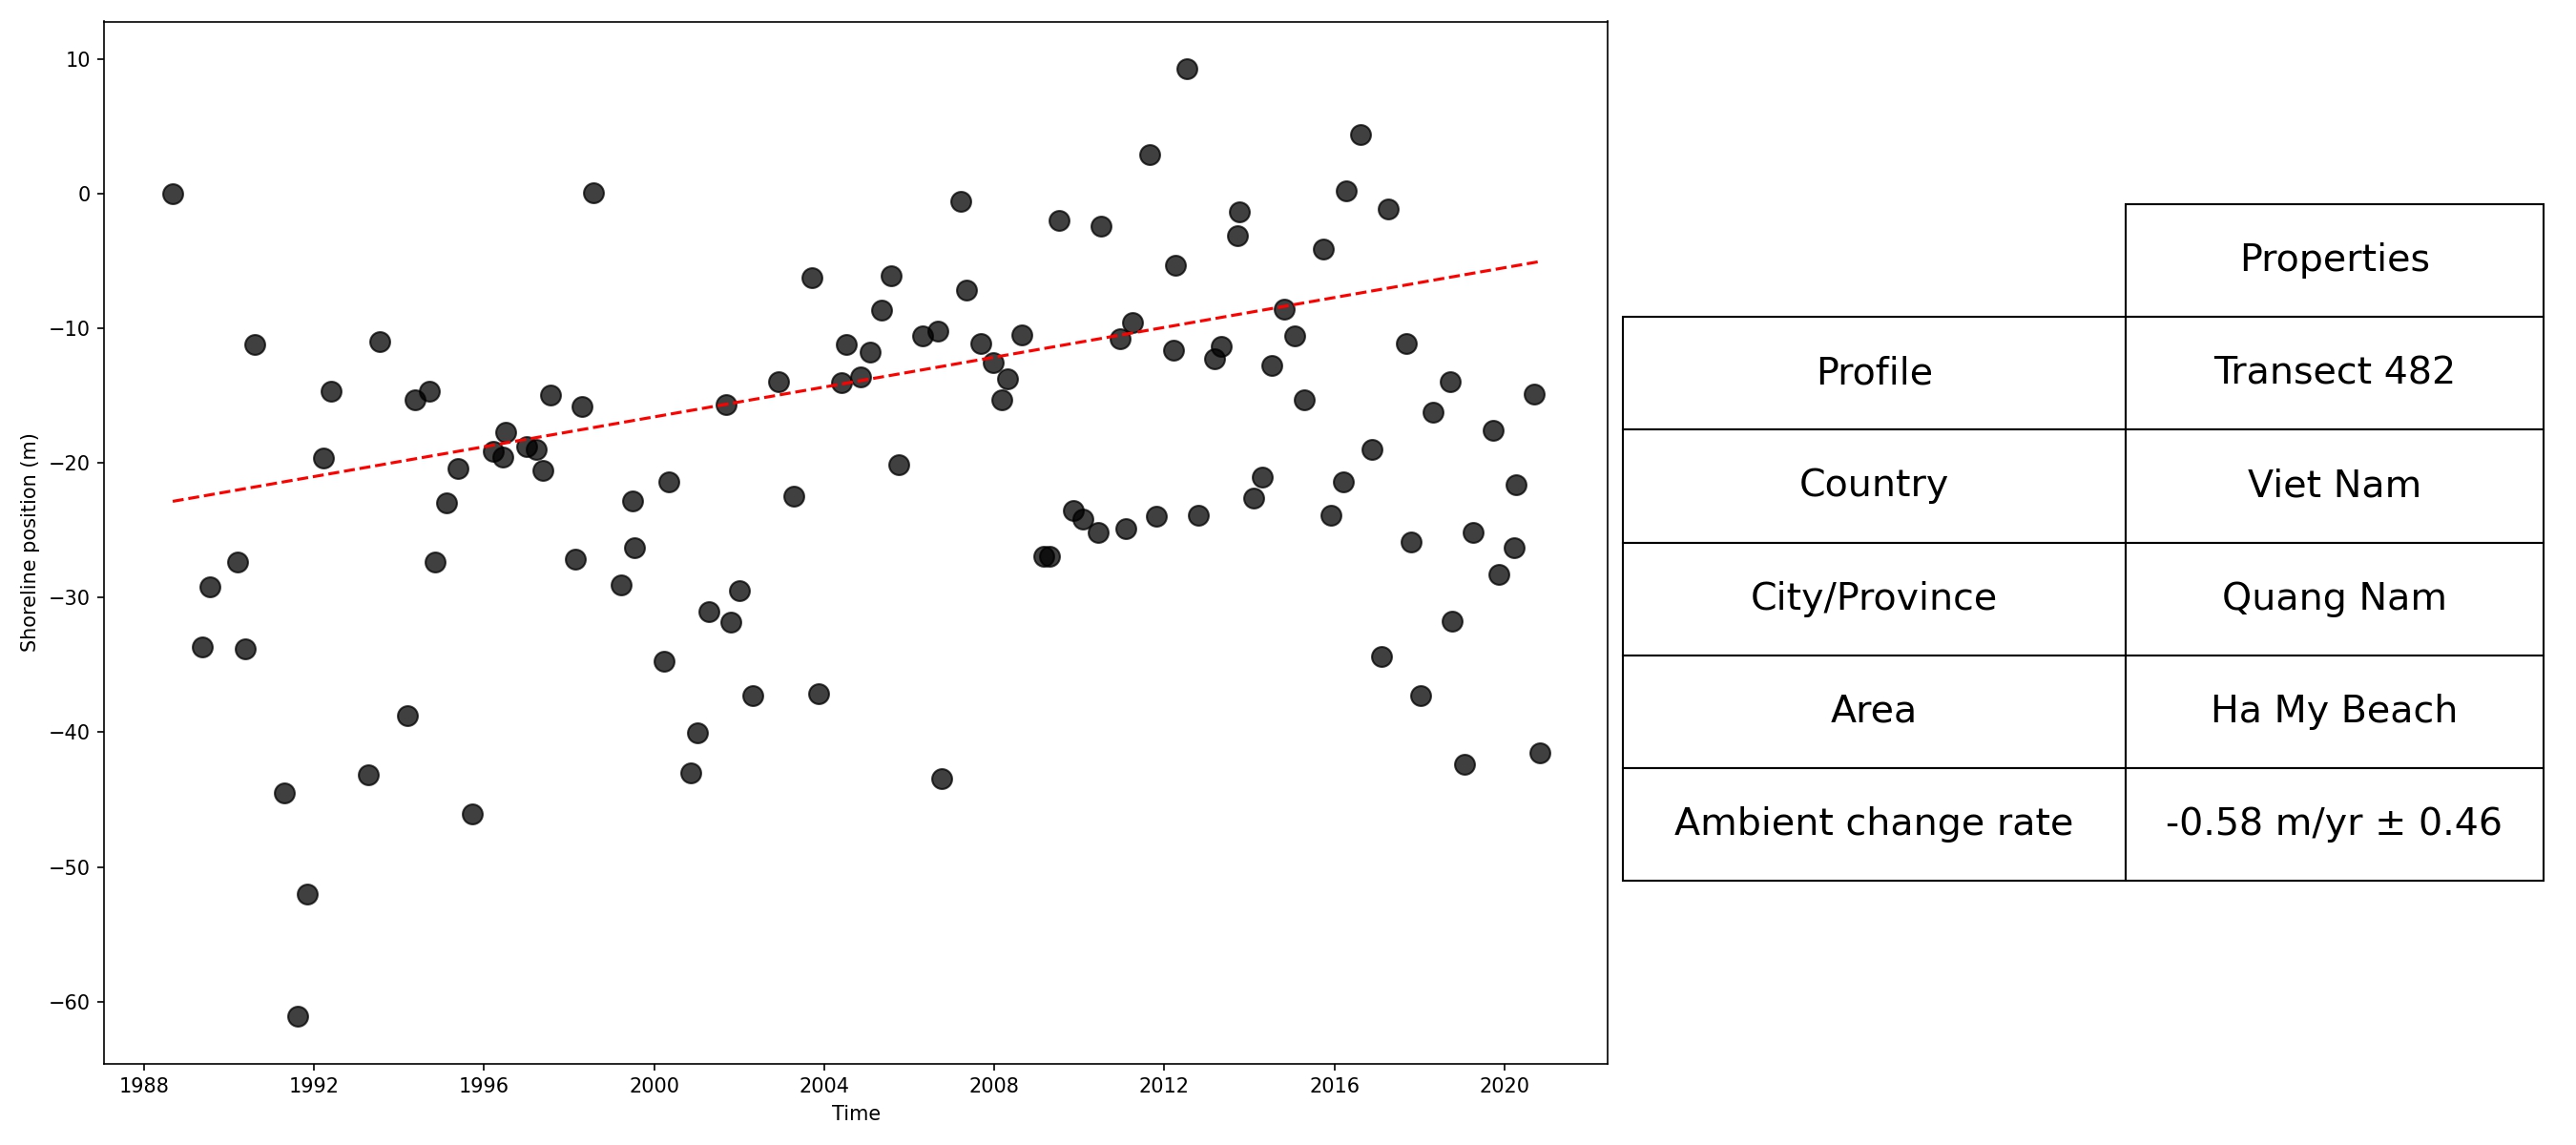 10
0
−10
−20
−30
−40
−50
−60
Shoreline position (m)
1988 1992 1996 2000 2004 2008 2012 2016 2020
Time
Properties
Profile Transect 482
Country Viet Nam
City/Province Quang Nam
Area Ha My Beach
Ambient change rate -0.58 m/yr ± 0.46